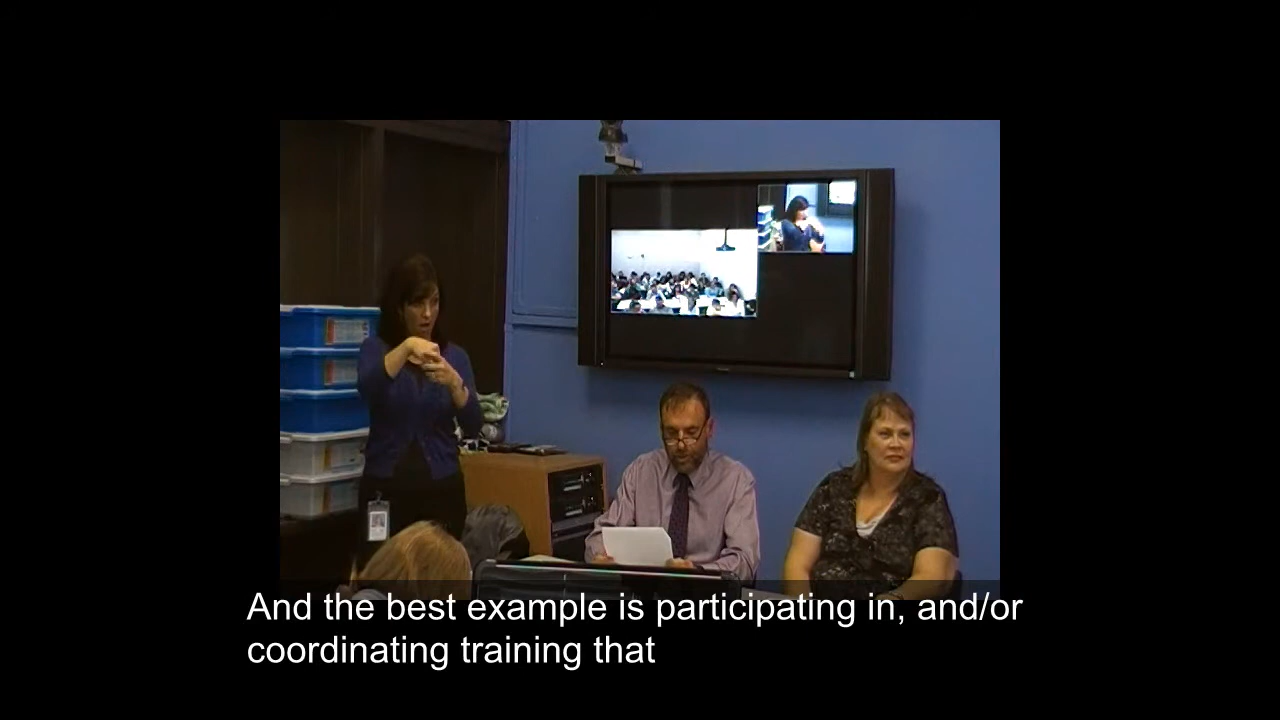 And the best example is participating in, and/or
coordinating training that